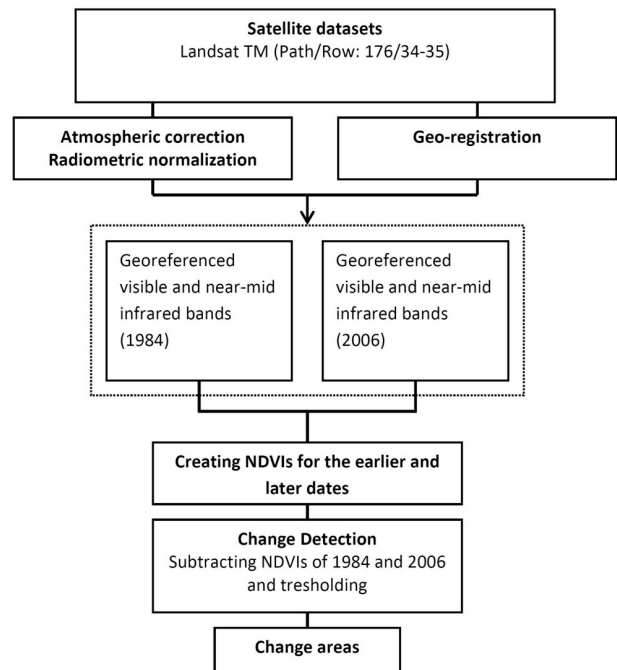 Satellite datasets
Landsat TM (Path/Row: 176/34-35)
Atmospheric correction
Radiometric normalization
Geo-registration
Georeferenced
visible and near-mid
infrared bands
(1984)
Georeferenced
visible and near-mid
infrared bands
(2006)
Creating NDVIs for the earlier and
later dates
Change Detection
Subtracting NDVIs of 1984 and 2006
and tresholding
Change areas